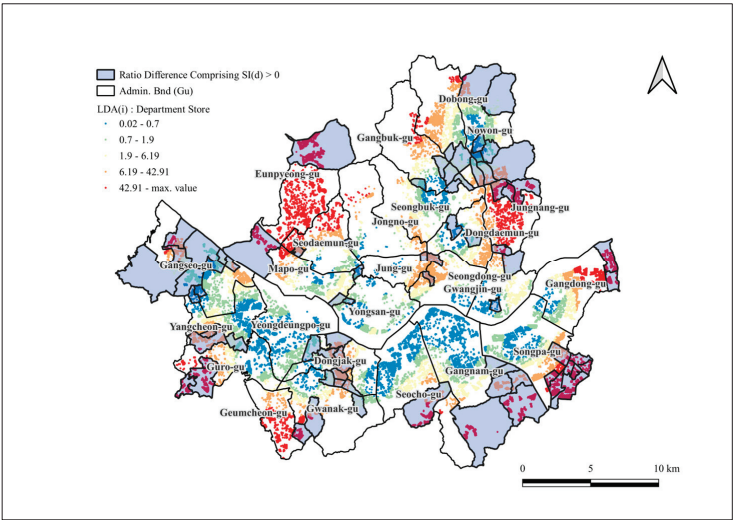 Ratio Difference Comprising SI(d) > 0
Admin. Bnd (Gu)
LDA(i) : Department Store
0.02 - 0.7
0.7 - 1.9
1.9 - 6.19
6.19 - 42.91
42.91 - max. value
Dobong-gu
Nowon-gu
Gangbuk-gu
Eunpyeong-gu
Seongbuk-gu
Jungnang-gu
Jongno-gu
Dongdaemun-gu
Seodaemun-gu
Gangseo-gu
Mapo-gu
Jung-gu
Seongdong-gu
Gwangjin-gu
Gangdong-gu
Yongsan-gu
Yangcheon-gu
Yeongdeungpo-gu
Songpa-gu
Guro-gu
Dongjak-gu
Gangnam-gu
Seocho-gu
Geumcheon-gu
Gwanak-gu
0 5 10 km